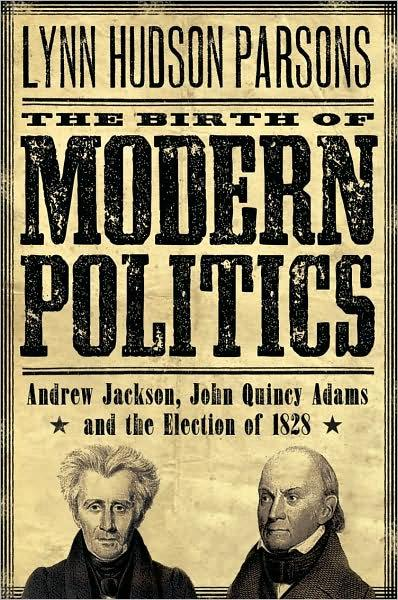 LYNN HUDSON PARSONS
THE BIRTH OF
MODERN
POLITICS
Andrew Jackson, John Quincy Adams
★ and the Election of 1828 ★